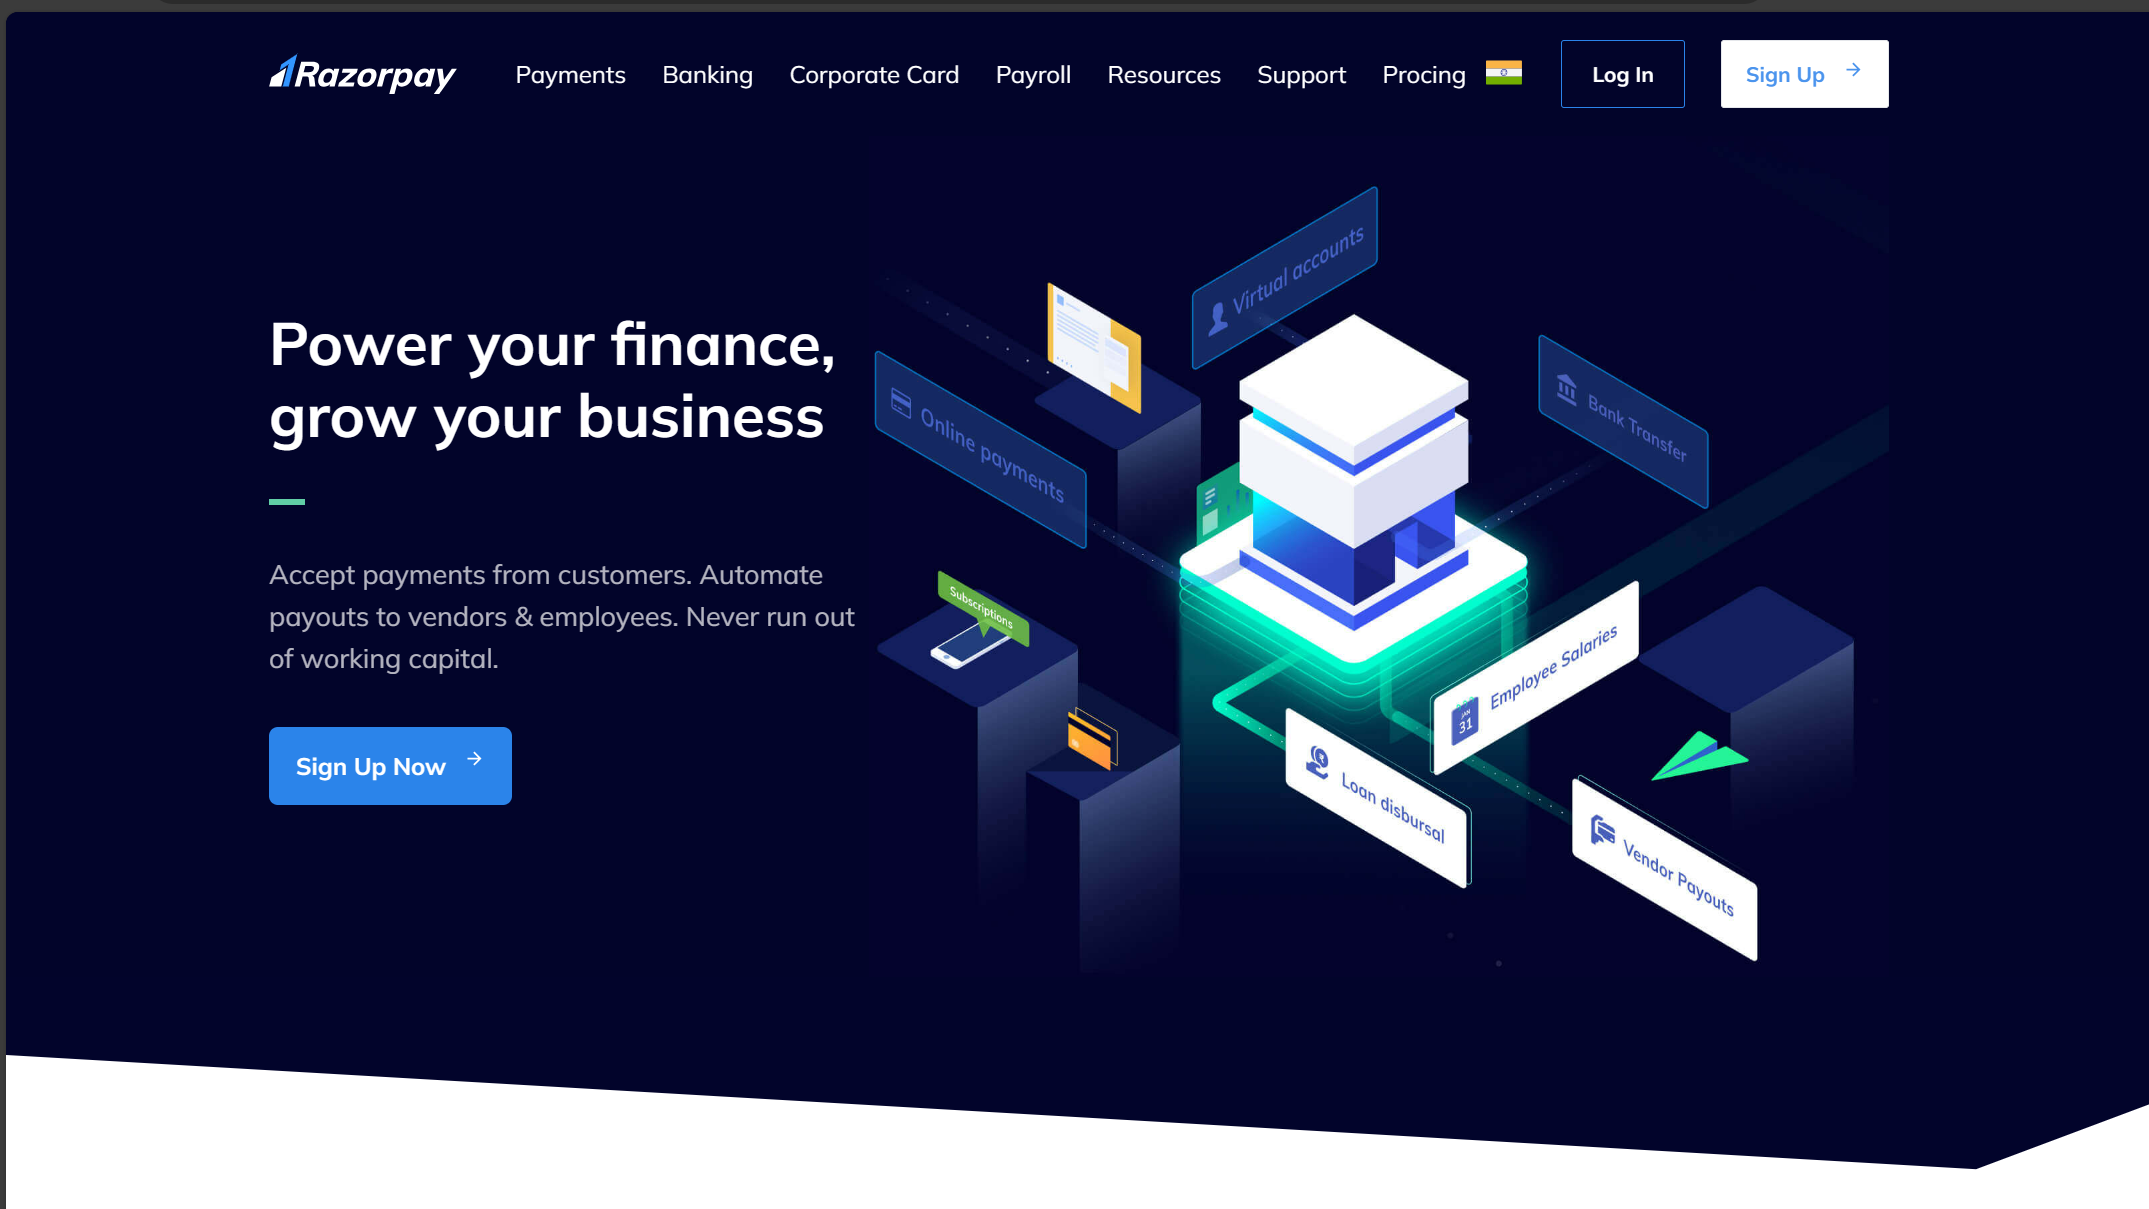 Razorpay
Payments Banking Corporate Card Payroll Resources Support Procing Log In Sign Up
Virtual accounts
Bank Transfer
Online payments
Power your finance,
grow your business
Accept payments from customers. Automate
payouts to vendors & employees. Never run out
of working capital.
Sign Up Now
Subscriptions
Employee Salaries
JAN
31
Loan disbursal
Vendor Payouts